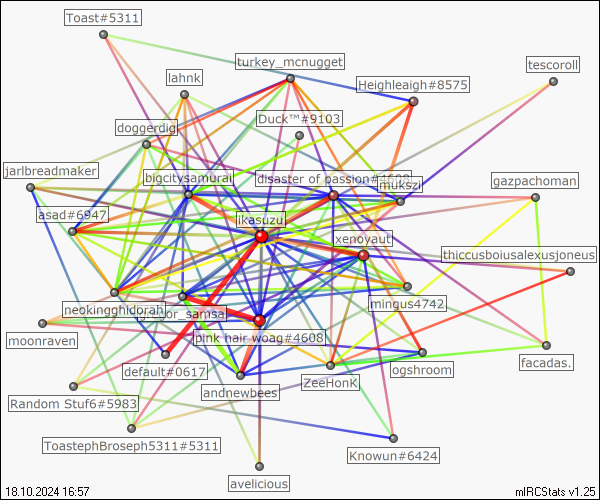 Toast#5311
turkey_mcnugget
tescoroll
lahnk
Heighleaigh#8575
Duck™#9103
doggerdig
jarlbreadmaker
bigcitysamurai
disaster of passion#4698
mukszi
gazpachoman
asad#6947
ikasuzu
xenoyaut
thiccusboiusalexusjoneus
neokingghidorah
gregor_samsa
mingus4742
moonraven
pink hair woag#4608
facadas.
default#0617
ogshroom
ZeeHonK
Random Stuf6#5983
andnewbees
ToastephBroseph5311#5311
Knowun#6424
avelicious
18.10.2024 16:57
mIRCStats v1.25